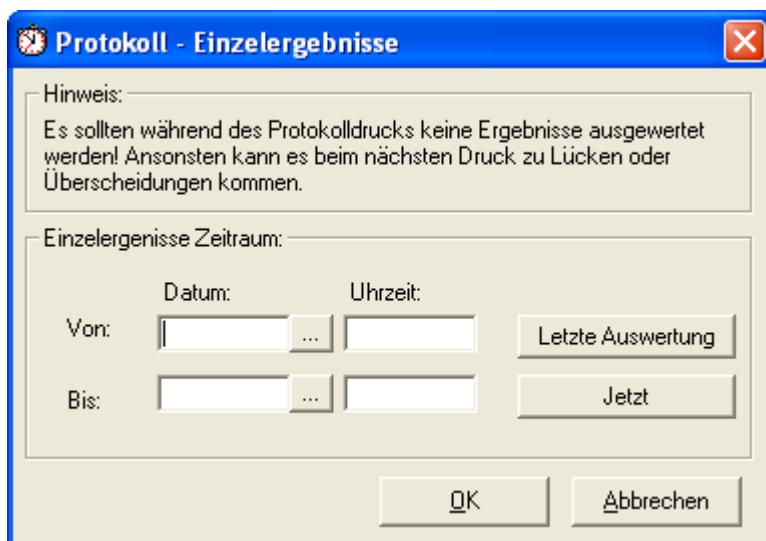 Protokoll - Einzelergebnisse
Hinweis:
Es sollten während des Protokolldrucks keine Ergebnisse ausgewertet
werden! Ansonsten kann es beim nächsten Druck zu Lücken oder
Überscheidungen kommen.
Einzelergenisse Zeitraum:
Datum: Uhrzeit:
Von: ... Letzte Auswertung
Bis: ... Jetzt
OK Abbrechen